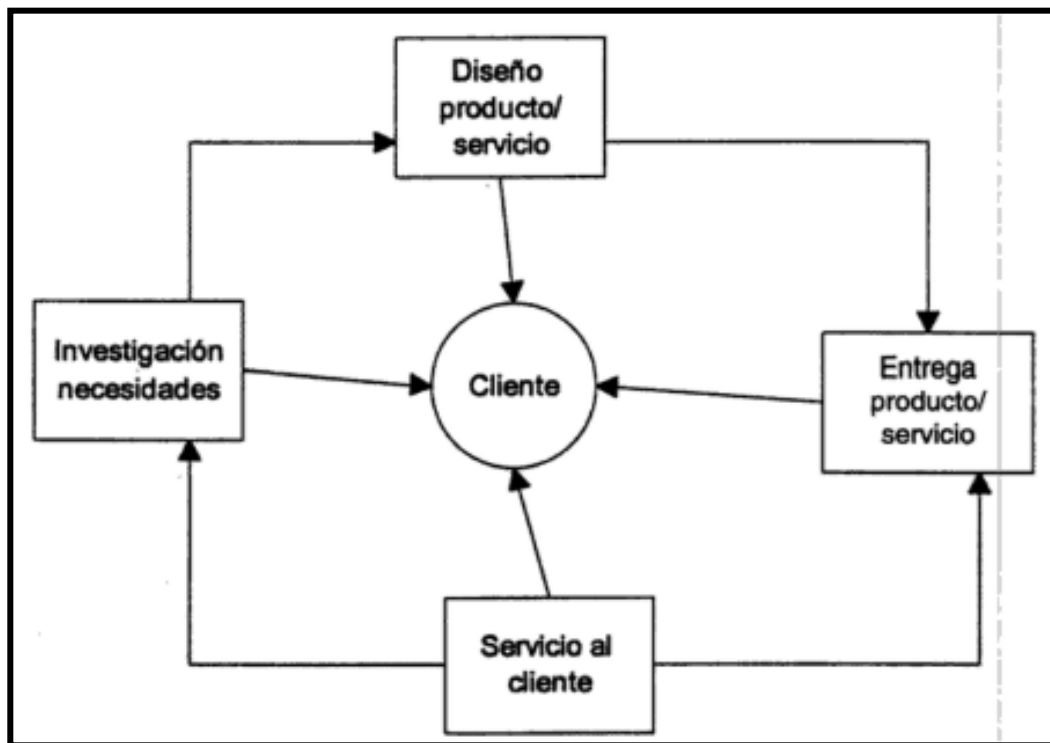 Diseño
producto/
servicio
Investigación
necesidades
Cliente
Entrega
producto/
servicio
Servicio al
cliente